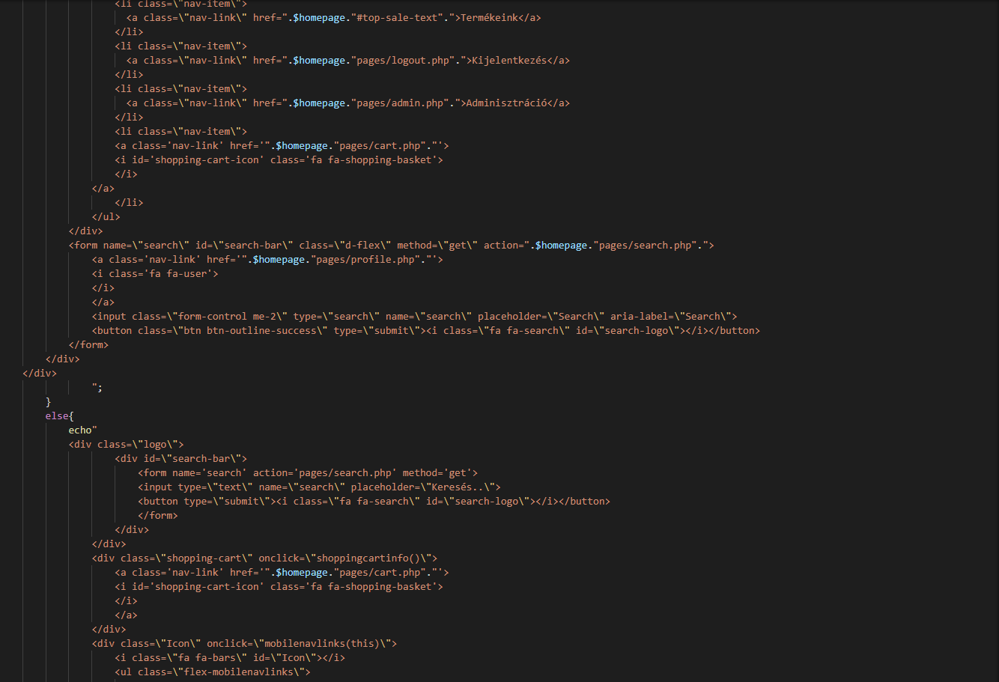 <li class=\"nav-item\">
<a class=\"nav-link\" href=".$homepage."#top-sale-text".">Termékeink</a>
</li>
<li class=\"nav-item\">
<a class=\"nav-link\" href=".$homepage."pages/logout.php".">Kijelentkezés</a>
</li>
<li class=\"nav-item\">
<a class=\"nav-link\" href=".$homepage."pages/admin.php".">Adminisztráció</a>
</li>
<li class=\"nav-item\">
<a class='nav-link' href='".$homepage."pages/cart.php"."'>
<i id='shopping-cart-icon' class='fa fa-shopping-basket'>
</i>
</a>
</li>
</ul>
</div>
<form name=\"search\" id=\"search-bar\" class=\"d-flex\" method=\"get\" action=".$homepage."pages/search.php".">
<a class='nav-link' href='".$homepage."pages/profile.php"."'>
<i class='fa fa-user'>
</i>
</a>
<input class=\"form-control me-2\" type=\"search\" name=\"search\" placeholder=\"Search\" aria-label=\"Search\">
<button class=\"btn btn-outline-success\" type=\"submit\"><i class=\"fa fa-search\" id=\"search-logo\"></i></button>
</form>
</div>
</div>
";
}
else{
echo"
<div class=\"logo\">
<div id=\"search-bar\">
<form name='search' action='pages/search.php' method='get'>
<input type=\"text\" name=\"search\" placeholder=\"Keresés..\">
<button type=\"submit\"><i class=\"fa fa-search\" id=\"search-logo\"></i></button>
</form>
</div>
</div>
<div class=\"shopping-cart\" onclick=\"shoppingcartinfo()\">
<a class='nav-link' href='".$homepage."pages/cart.php"."'>
<i id='shopping-cart-icon' class='fa fa-shopping-basket'>
</i>
</a>
</div>
<div class=\"Icon\" onclick=\"mobilenavlinks(this)\">
<i class=\"fa fa-bars\" id=\"Icon\"></i>
<ul class=\"flex-mobilenavlinks\">